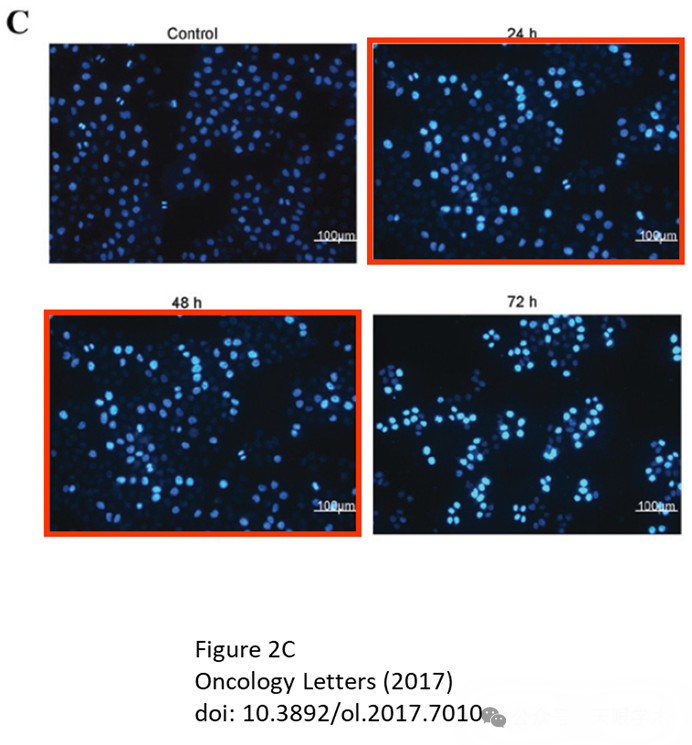 C
Control
24 h
100μm
100μm
48 h
72 h
100μm
100μm
Figure 2C
Oncology Letters (2017)
doi: 10.3892/ol.2017.7010